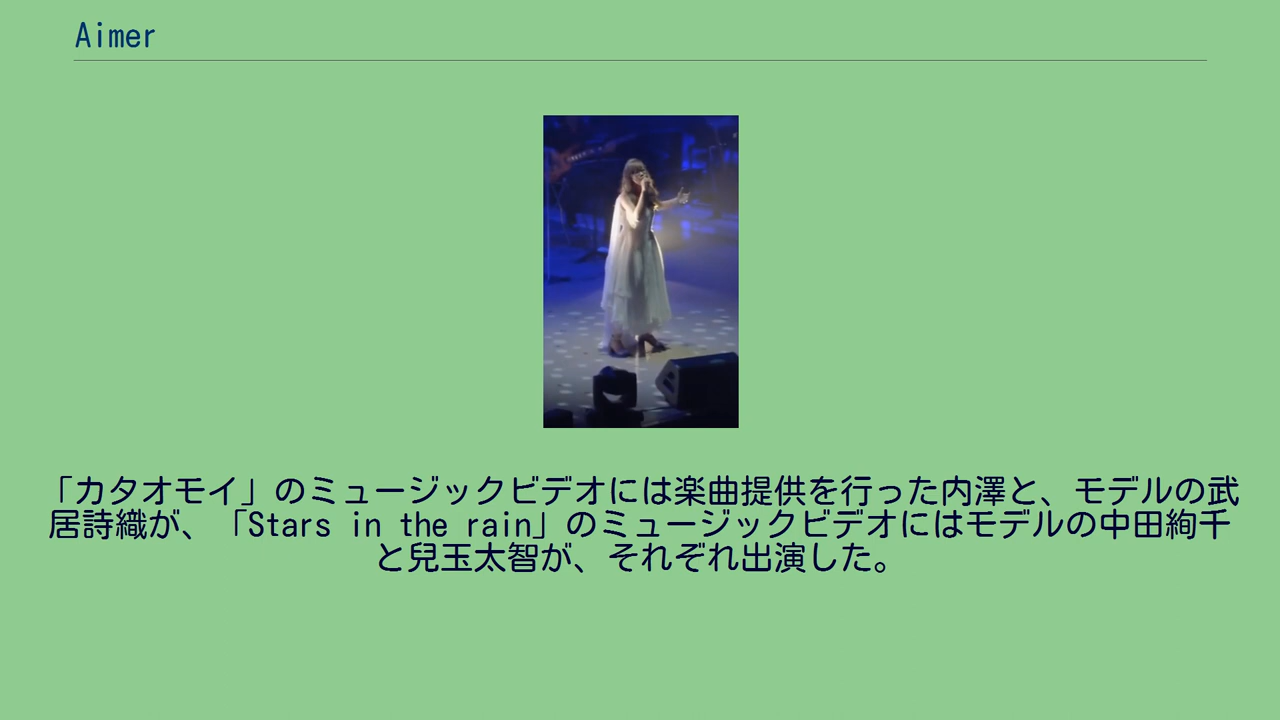 Aimer
「カタオモイ」のミュージックビデオには楽曲提供を行った内澤と、モデルの武
居詩織が、「Stars in the rain」のミュージックビデオにはモデルの中田絢千
と兒玉太智が、それぞれ出演した。